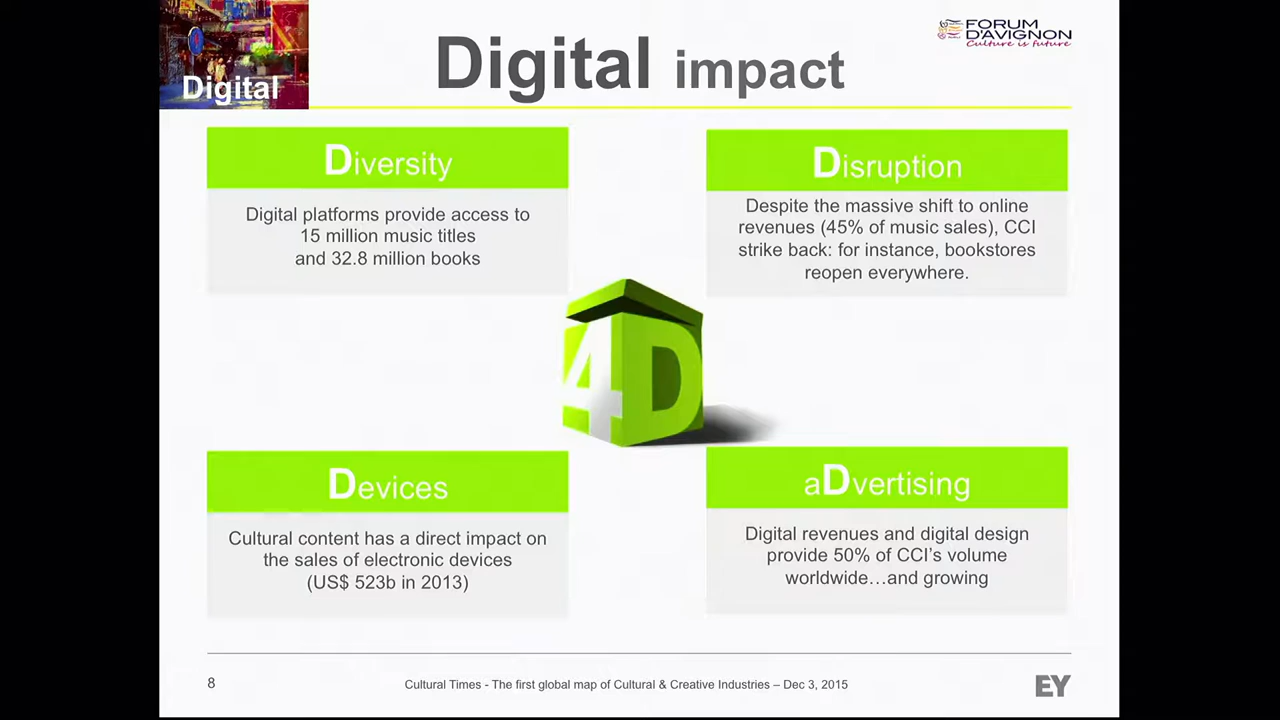 Digital
Digital impact
FORUM
D'AVIGNON
Culture is future
Diversity
Digital platforms provide access to
15 million music titles
and 32.8 million books
Disruption
Despite the massive shift to online
revenues (45% of music sales), CCI
strike back: for instance, bookstores
reopen everywhere.
4D
Devices
Cultural content has a direct impact on
the sales of electronic devices
(US$ 523b in 2013)
aDvertising
Digital revenues and digital design
provide 50% of CCI's volume
worldwide…and growing
8
Cultural Times - The first global map of Cultural & Creative Industries – Dec 3, 2015
EY